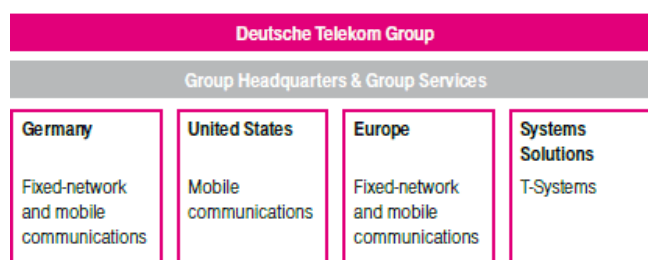 Deutsche Telekom Group
Group Headquarters & Group Services
Germany
Fixed-network
and mobile
communications
United States
Mobile
communications
Europe
Fixed-network
and mobile
communications
Systems
Solutions
T-Systems